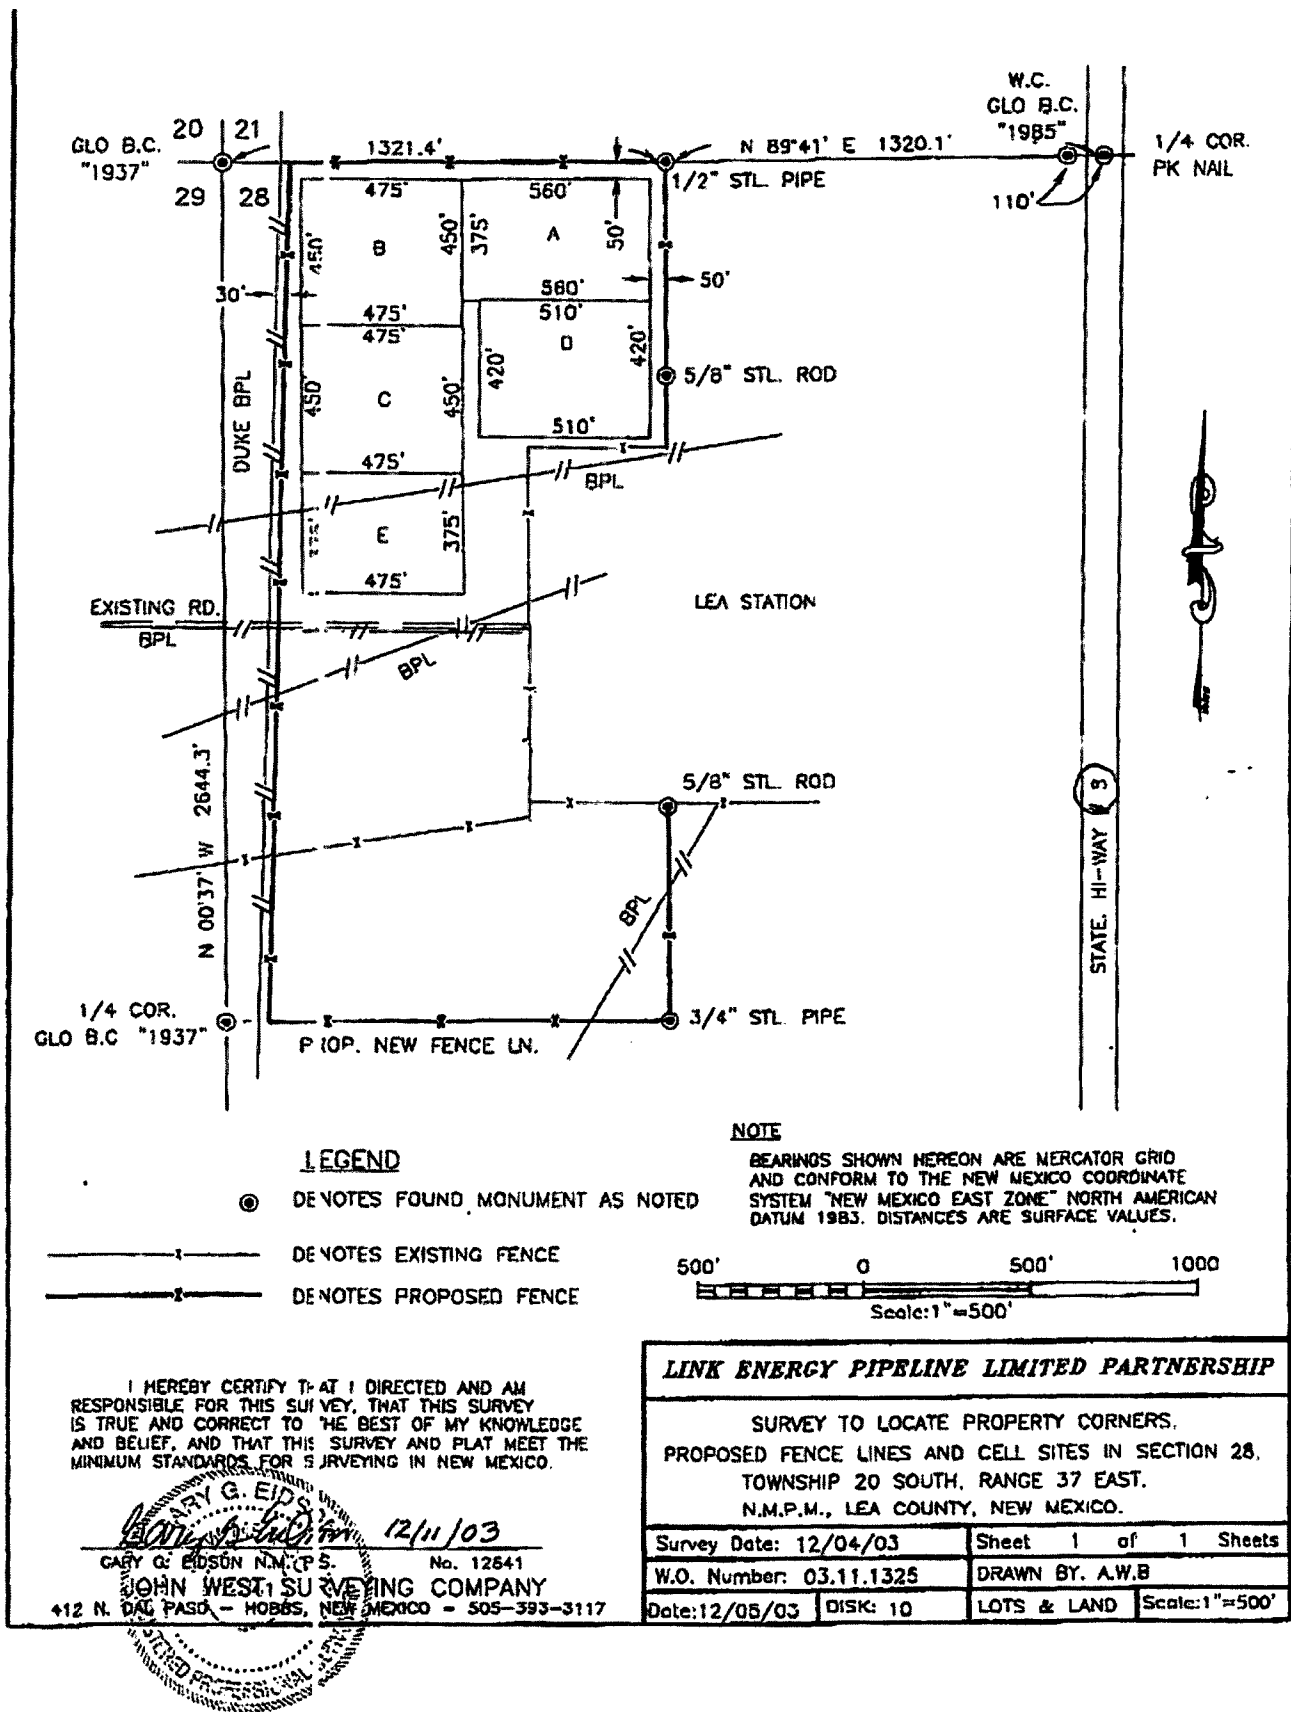 W.C.
GLO B.C.
"1985"
20 21
GLO B.C.
"1937"
29 28
1321.4'
N 89°41' E 1320.1'
1/4 COR.
PK NAIL
1/2" STL. PIPE
110'
475'
560'
450'
B
450'
375'
A
50'
30'
50'
560'
475'
510'
475'
D
420'
420'
5/8" STL. ROD
DUKE BPL
450'
C
450'
510'
475'
BPL
375'
E
375'
475'
EXISTING RD.
BPL
LEA STATION
BPL
5/8" STL. ROD
N 00°37' W 2644.3'
BPL
STATE. HI-WAY
1/4 COR.
GLO B.C "1937"
3/4" STL. PIPE
PROP. NEW FENCE LN.
LEGEND
DENOTES FOUND MONUMENT AS NOTED
DENOTES EXISTING FENCE
DENOTES PROPOSED FENCE
NOTE
BEARINGS SHOWN HEREON ARE MERCATOR GRID
AND CONFORM TO THE NEW MEXICO COORDINATE
SYSTEM "NEW MEXICO EAST ZONE" NORTH AMERICAN
DATUM 1983. DISTANCES ARE SURFACE VALUES.
500' 0 500' 1000
Scale:1"=500'
I HEREBY CERTIFY THAT I DIRECTED AND AM
RESPONSIBLE FOR THIS SURVEY, THAT THIS SURVEY
IS TRUE AND CORRECT TO THE BEST OF MY KNOWLEDGE
AND BELIEF, AND THAT THIS SURVEY AND PLAT MEET THE
MINIMUM STANDARDS FOR SURVEYING IN NEW MEXICO.
12/11/03
GARY G. EIDSON N.M. P.S. No. 12641
JOHN WEST SURVEYING COMPANY
412 N. DAL PASO - HOBBS, NEW MEXICO - 505-393-3117
LINK ENERGY PIPELINE LIMITED PARTNERSHIP
SURVEY TO LOCATE PROPERTY CORNERS.
PROPOSED FENCE LINES AND CELL SITES IN SECTION 28,
TOWNSHIP 20 SOUTH, RANGE 37 EAST.
N.M.P.M., LEA COUNTY, NEW MEXICO.
Survey Date: 12/04/03 Sheet 1 of 1 Sheets
W.O. Number: 03.11.1325 DRAWN BY. A.W.B
Date:12/05/03 DISK: 10 LOTS & LAND Scale:1"=500'